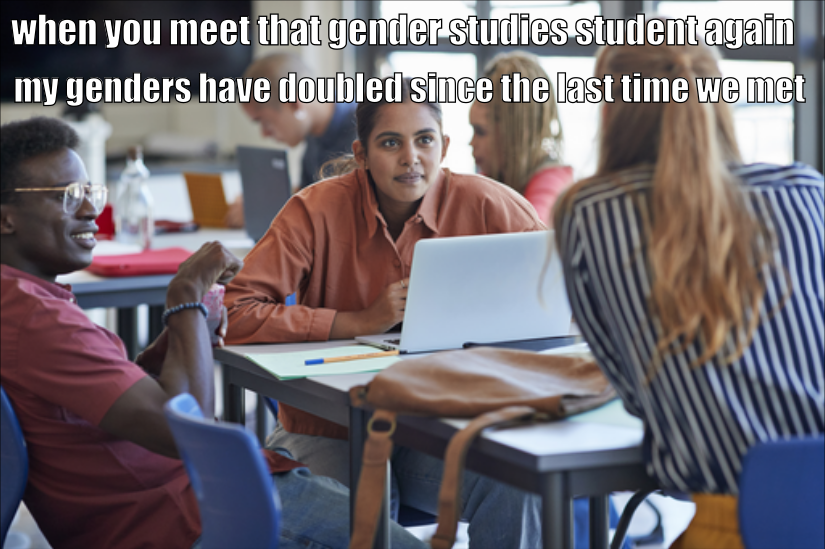 when you meet that gender studies student again
my genders have doubled since the last time we met